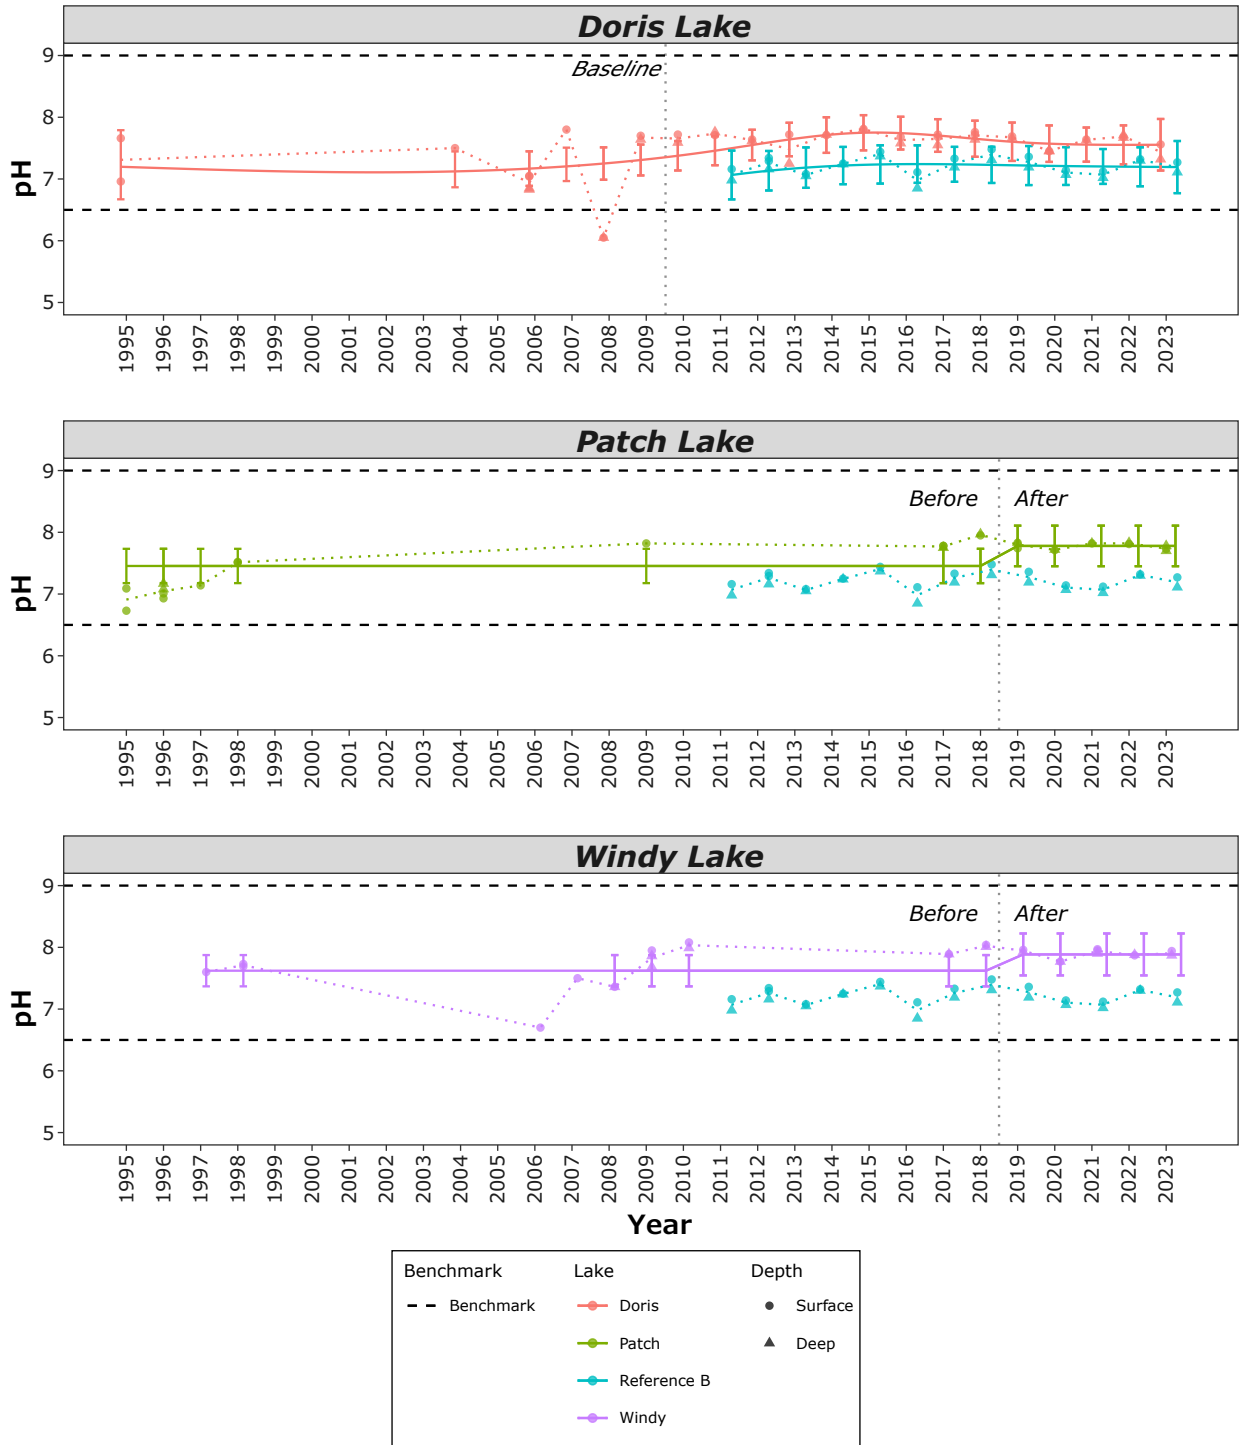 Doris Lake
Baseline
pH
9
8
7
6
5
1995 1996 1997 1998 1999 2000 2001 2002 2003 2004 2005 2006 2007 2008 2009 2010 2011 2012 2013 2014 2015 2016 2017 2018 2019 2020 2021 2022 2023
Patch Lake
Before After
pH
9
8
7
6
5
1995 1996 1997 1998 1999 2000 2001 2002 2003 2004 2005 2006 2007 2008 2009 2010 2011 2012 2013 2014 2015 2016 2017 2018 2019 2020 2021 2022 2023
Windy Lake
Before After
pH
9
8
7
6
5
1995 1996 1997 1998 1999 2000 2001 2002 2003 2004 2005 2006 2007 2008 2009 2010 2011 2012 2013 2014 2015 2016 2017 2018 2019 2020 2021 2022 2023
Year
Benchmark Lake Depth
Benchmark Doris Surface
Patch Deep
Reference B
Windy